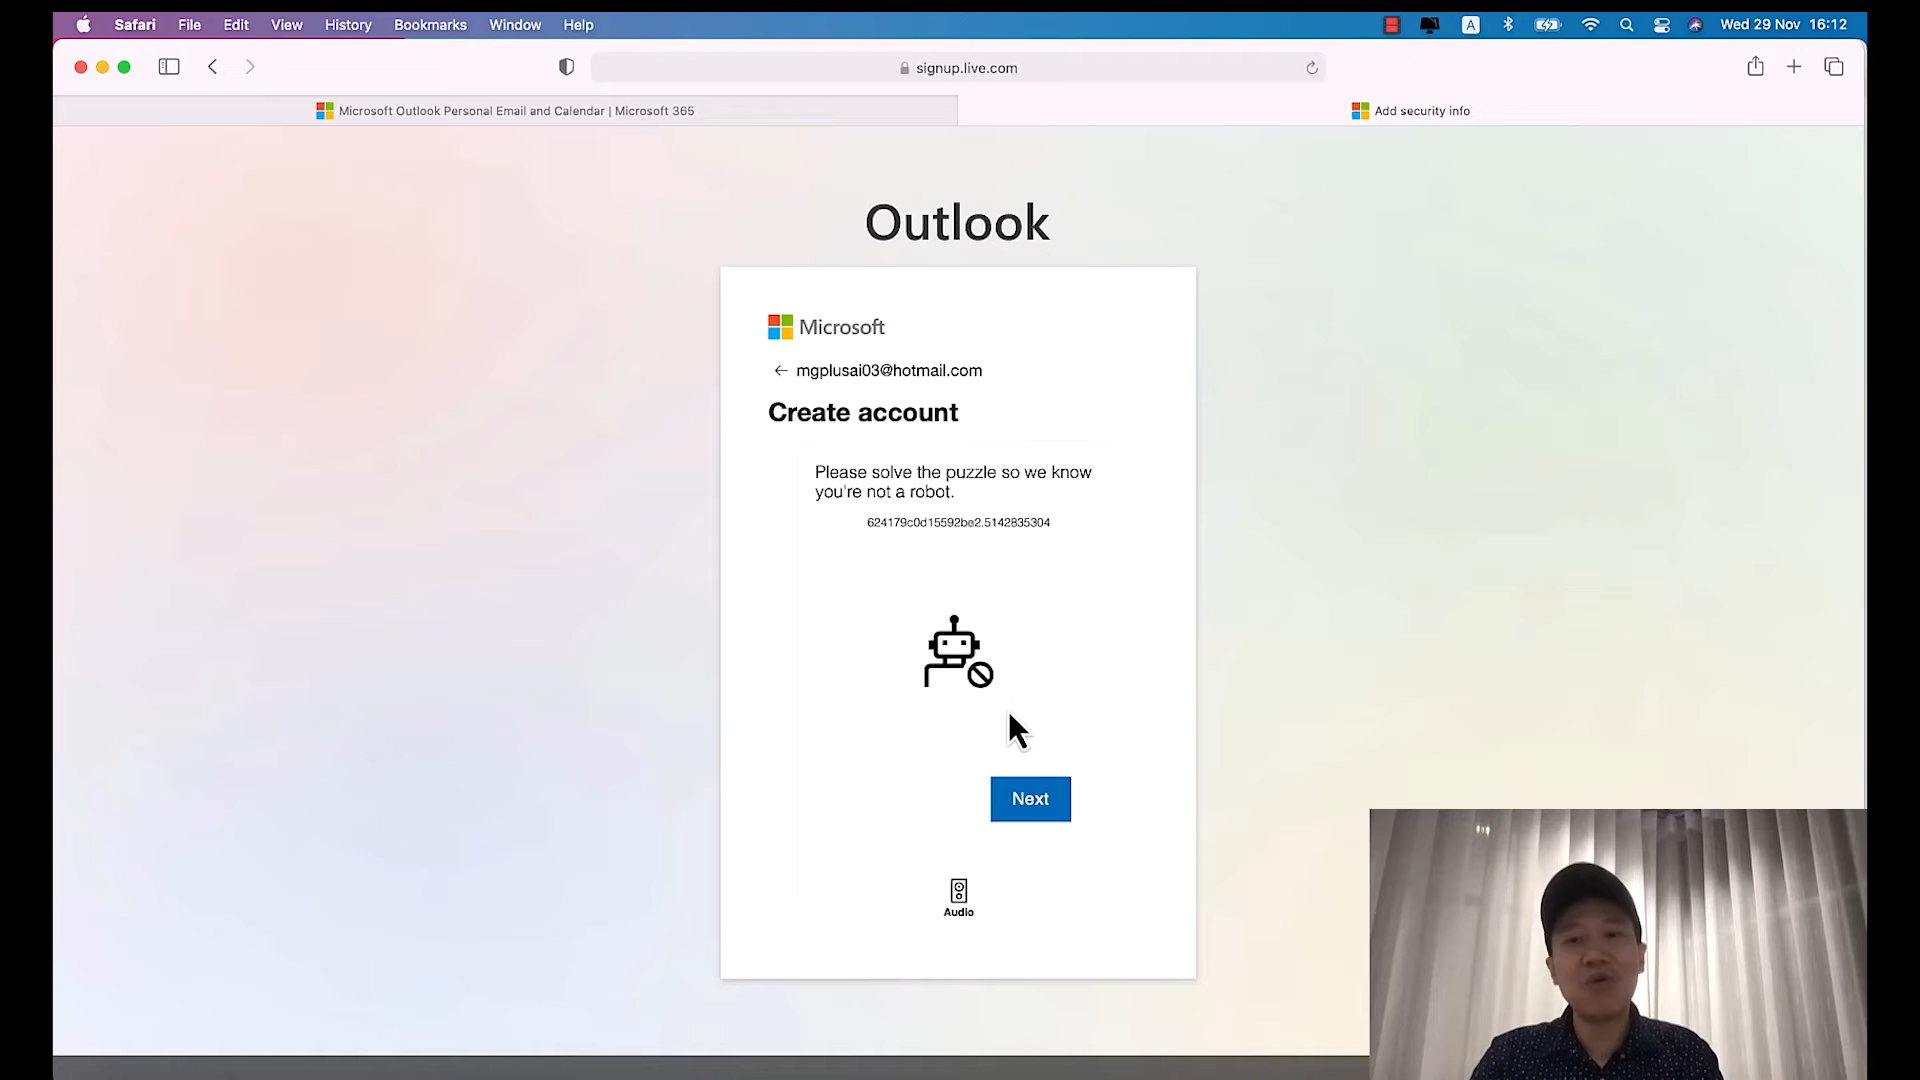 Safari File Edit View History Bookmarks Window Help A Wed 29 Nov 16:12
signup.live.com
Microsoft Outlook Personal Email and Calendar | Microsoft 365
Add security info
Outlook
Microsoft
← mgplusai03@hotmail.com
Create account
Please solve the puzzle so we know
you're not a robot.
624179c0d15592be2.5142835304
Next
Audio